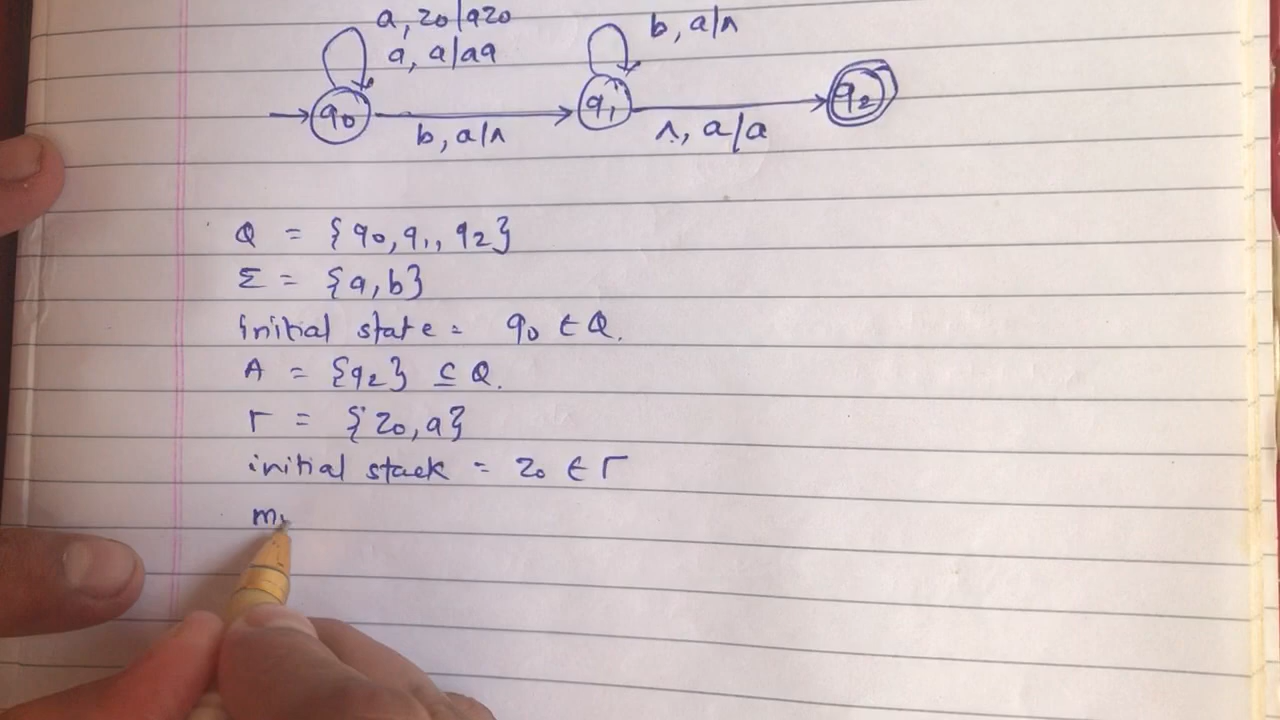 a, z0/az0
a, a/aa
b, a/Λ
q0
b, a/Λ
q1
Λ, a/a
q2
Q = {q0, q1, q2}
Σ = {a, b}
initial state = q0 ∈ Q.
A = {q2} ⊆ Q.
Γ = {z0, a}
initial stack = z0 ∈ Γ